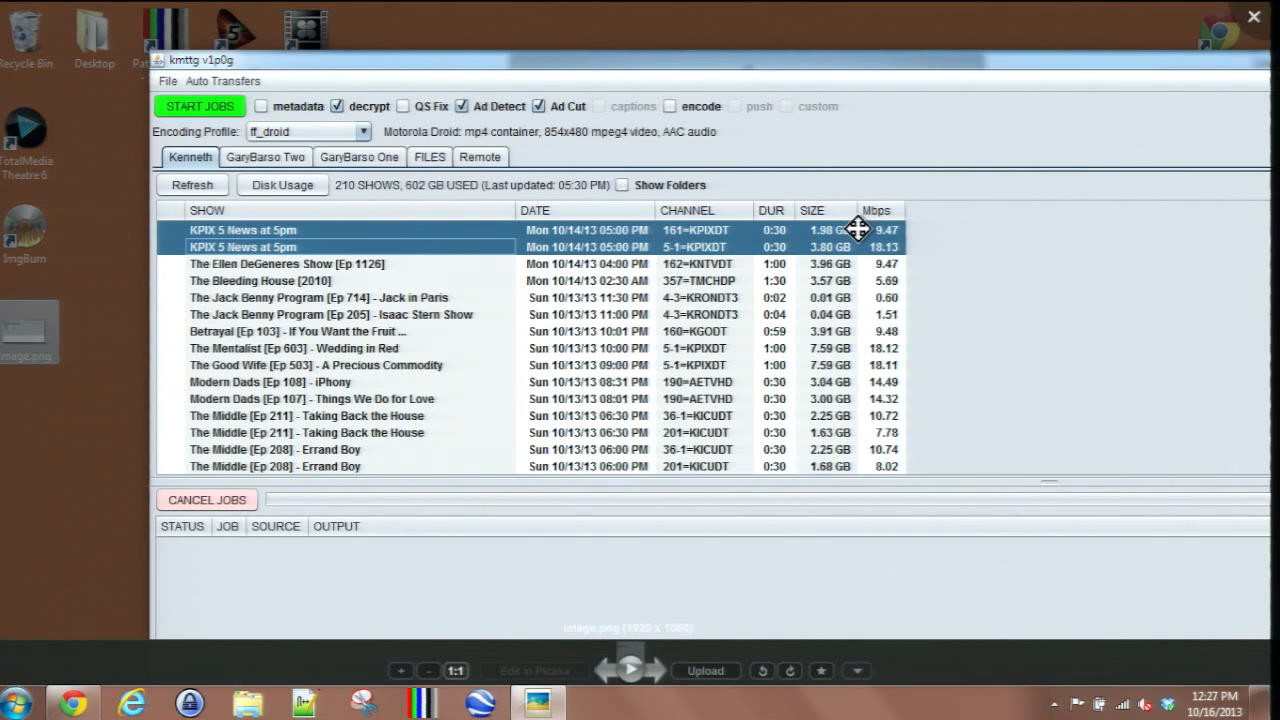 Recycle Bin
Desktop
kmttg v1p0g
File Auto Transfers
START JOBS metadata decrypt QS Fix Ad Detect Ad Cut captions encode push custom
Encoding Profile: ff_droid Motorola Droid: mp4 container, 854x480 mpeg4 video, AAC audio
TotalMedia
Theatre 6
Kenneth GaryBarso Two GaryBarso One FILES Remote
Refresh Disk Usage 210 SHOWS, 602 GB USED (Last updated: 05:30 PM) Show Folders
SHOW DATE CHANNEL DUR SIZE Mbps
KPIX 5 News at 5pm Mon 10/14/13 05:00 PM 161=KPIXDT 0:30 1.98 9.47
KPIX 5 News at 5pm Mon 10/14/13 05:00 PM 5-1=KPIXDT 0:30 3.80 GB 18.13
ImgBurn
The Ellen DeGeneres Show [Ep 1126] Mon 10/14/13 04:00 PM 162=KNTVDT 1:00 3.96 GB 9.47
The Bleeding House [2010] Mon 10/14/13 02:30 AM 357=TMCHDP 1:30 3.57 GB 5.69
The Jack Benny Program [Ep 714] - Jack in Paris Sun 10/13/13 11:30 PM 4-3=KRONDT3 0:02 0.01 GB 0.60
The Jack Benny Program [Ep 205] - Isaac Stern Show Sun 10/13/13 11:00 PM 4-3=KRONDT3 0:04 0.04 GB 1.51
Betrayal [Ep 103] - If You Want the Fruit ... Sun 10/13/13 10:01 PM 160=KGODT 0:59 3.91 GB 9.48
The Mentalist [Ep 603] - Wedding in Red Sun 10/13/13 10:00 PM 5-1=KPIXDT 1:00 7.59 GB 18.12
image.png
The Good Wife [Ep 503] - A Precious Commodity Sun 10/13/13 09:00 PM 5-1=KPIXDT 1:00 7.59 GB 18.11
Modern Dads [Ep 108] - iPhony Sun 10/13/13 08:31 PM 190=AETVHD 0:30 3.04 GB 14.49
Modern Dads [Ep 107] - Things We Do for Love Sun 10/13/13 08:01 PM 190=AETVHD 0:30 3.00 GB 14.32
The Middle [Ep 211] - Taking Back the House Sun 10/13/13 06:30 PM 36-1=KICUDT 0:30 2.25 GB 10.72
The Middle [Ep 211] - Taking Back the House Sun 10/13/13 06:30 PM 201=KICUDT 0:30 1.63 GB 7.78
The Middle [Ep 208] - Errand Boy Sun 10/13/13 06:00 PM 36-1=KICUDT 0:30 2.25 GB 10.74
The Middle [Ep 208] - Errand Boy Sun 10/13/13 06:00 PM 201=KICUDT 0:30 1.68 GB 8.02
CANCEL JOBS
STATUS JOB SOURCE OUTPUT
image.png (1920 x 1080)
+ - 1:1 Edit in Picasa Upload
12:27 PM
10/16/2013